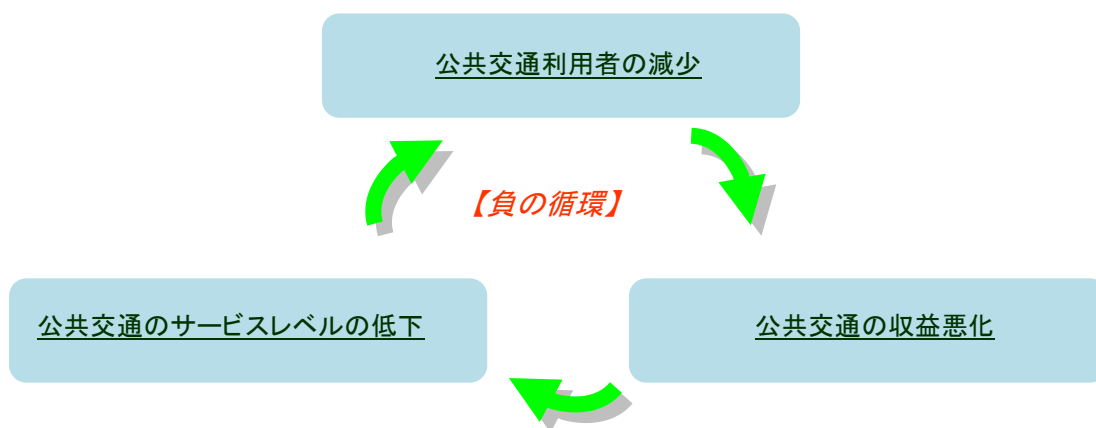 公共交通利用者の減少
【負の循環】
公共交通のサービスレベルの低下
公共交通の収益悪化